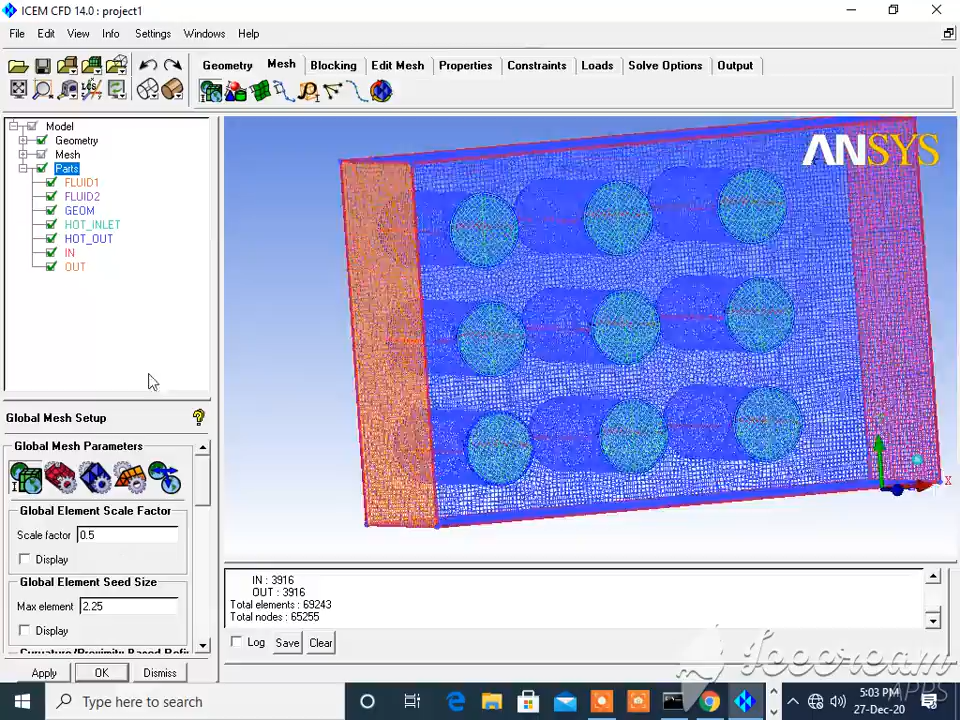 ICEM CFD 14.0 : project1
File Edit View Info Settings Windows Help
Geometry Mesh Blocking Edit Mesh Properties Constraints Loads Solve Options Output
Model
Geometry
Mesh
Parts
FLUID1
FLUID2
GEOM
HOT_INLET
HOT_OUT
IN
OUT
ANSYS
X
Global Mesh Setup
Global Mesh Parameters
Global Element Scale Factor
Scale factor 0.5
Display
Global Element Seed Size
Max element 2.25
Display
Apply OK Dismiss
IN : 3916
OUT : 3916
Total elements : 69243
Total nodes : 65255
Log Save Clear
Icecream
APPS
Type here to search
5:03 PM
27-Dec-20